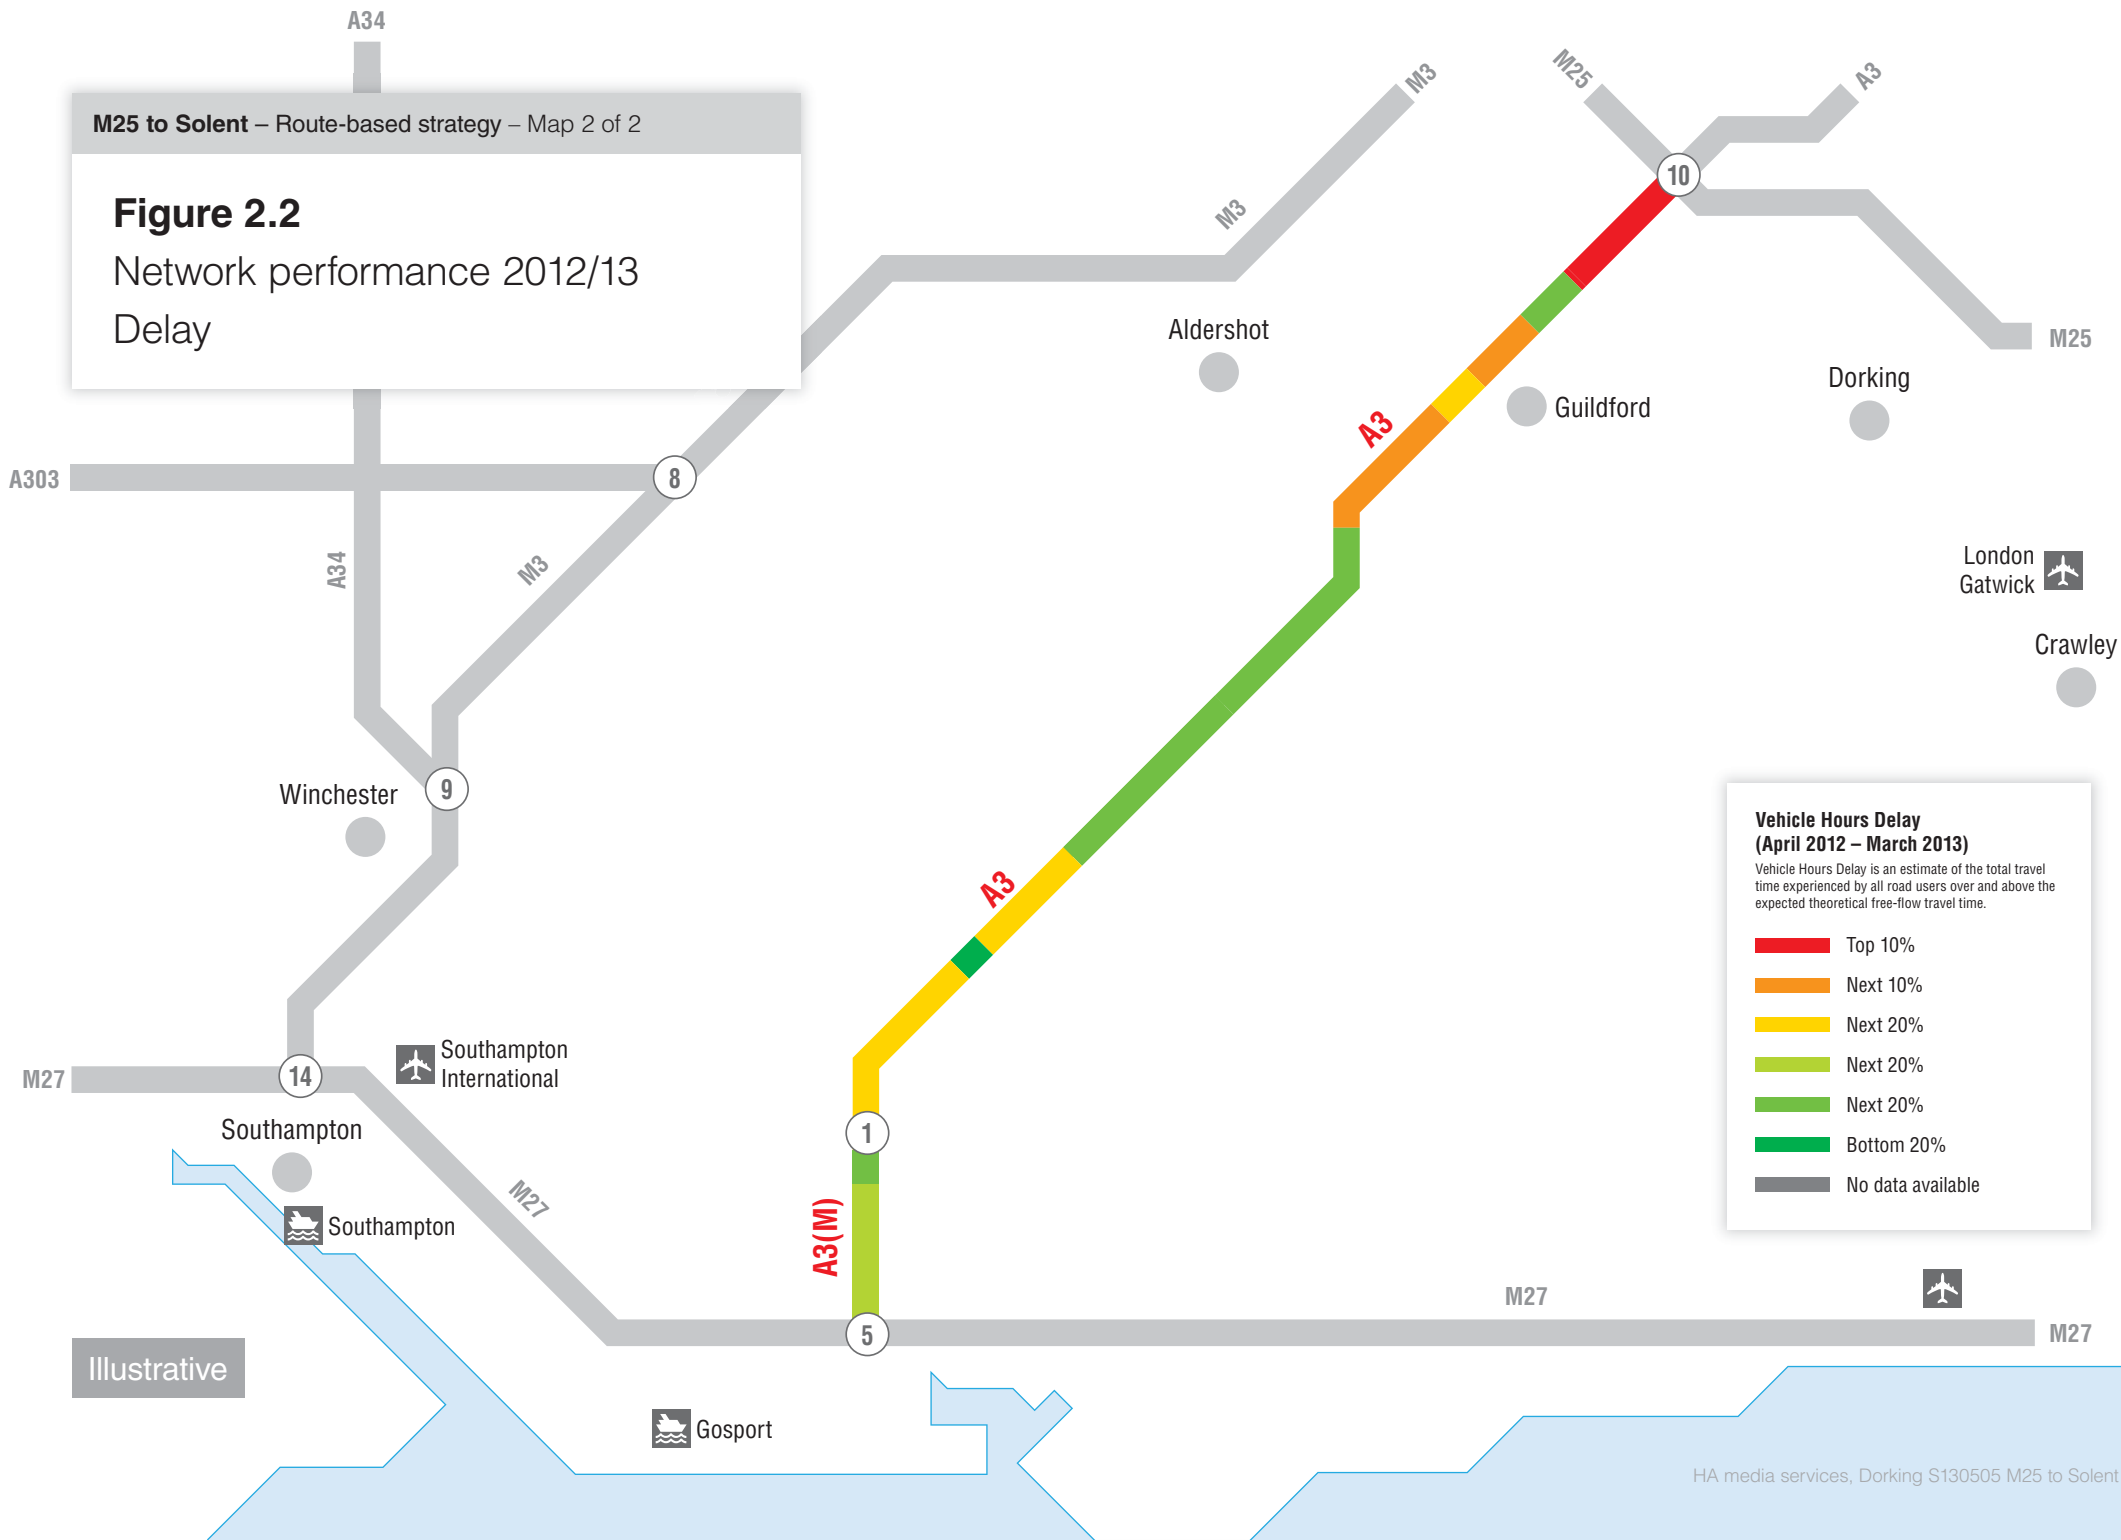 A34
M25 to Solent – Route-based strategy – Map 2 of 2
Figure 2.2
Network performance 2012/13
Delay
M3
M25
A3
10
M3
Aldershot
M25
Dorking
Guildford
A3
A303
8
A34
M3
London
Gatwick
Crawley
Winchester
9
A3
Vehicle Hours Delay
(April 2012 – March 2013)
Vehicle Hours Delay is an estimate of the total travel
time experienced by all road users over and above the
expected theoretical free-flow travel time.
Top 10%
Next 10%
Next 20%
Next 20%
Next 20%
Bottom 20%
No data available
M27
14
Southampton
International
Southampton
1
M27
Southampton
A3(M)
M27
5
M27
Illustrative
Gosport
HA media services, Dorking S130505 M25 to Solent